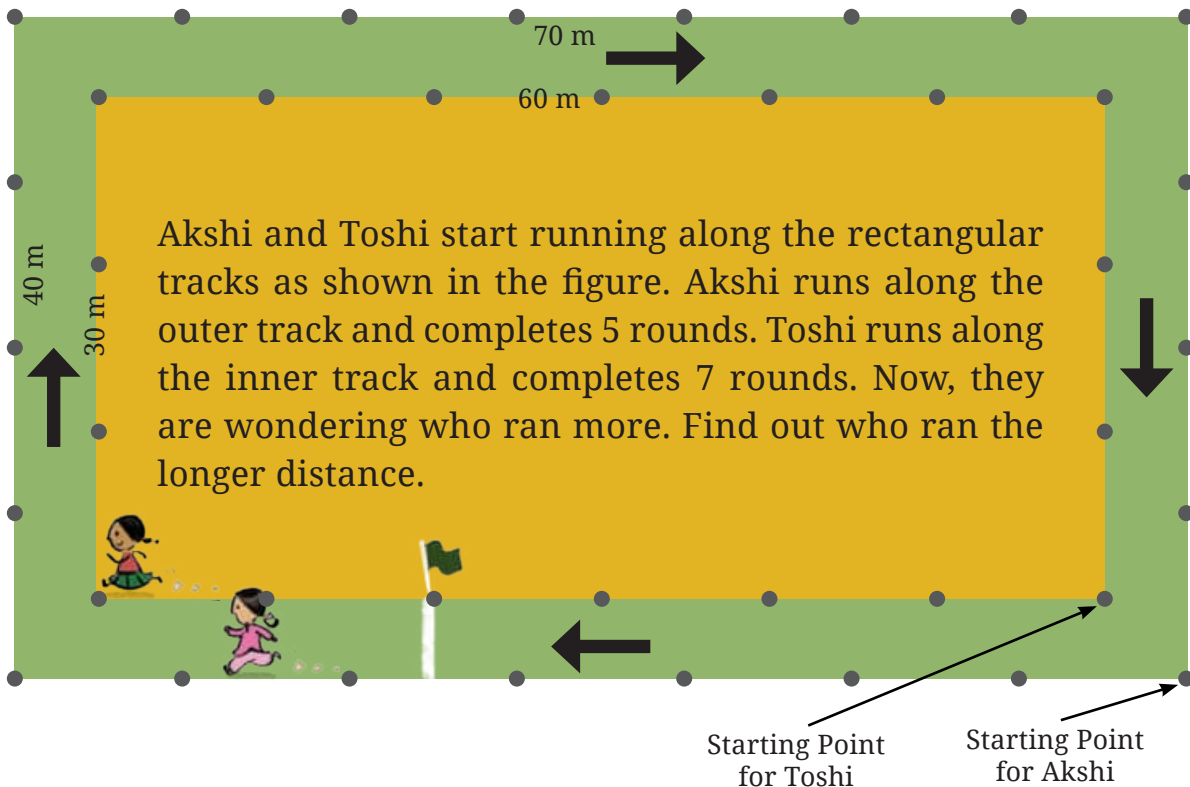 70 m
60 m
40 m
30 m
Akshi and Toshi start running along the rectangular
tracks as shown in the figure. Akshi runs along the
outer track and completes 5 rounds. Toshi runs along
the inner track and completes 7 rounds. Now, they
are wondering who ran more. Find out who ran the
longer distance.
Starting Point
for Toshi
Starting Point
for Akshi